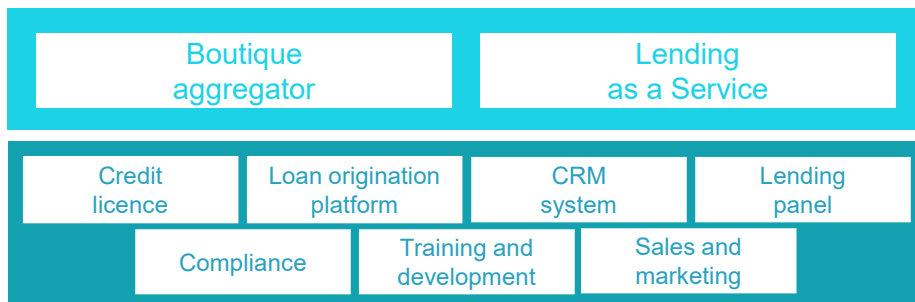 Boutique
aggregator
Lending
as a Service
Credit
licence
Loan origination
platform
CRM
system
Lending
panel
Compliance
Training and
development
Sales and
marketing